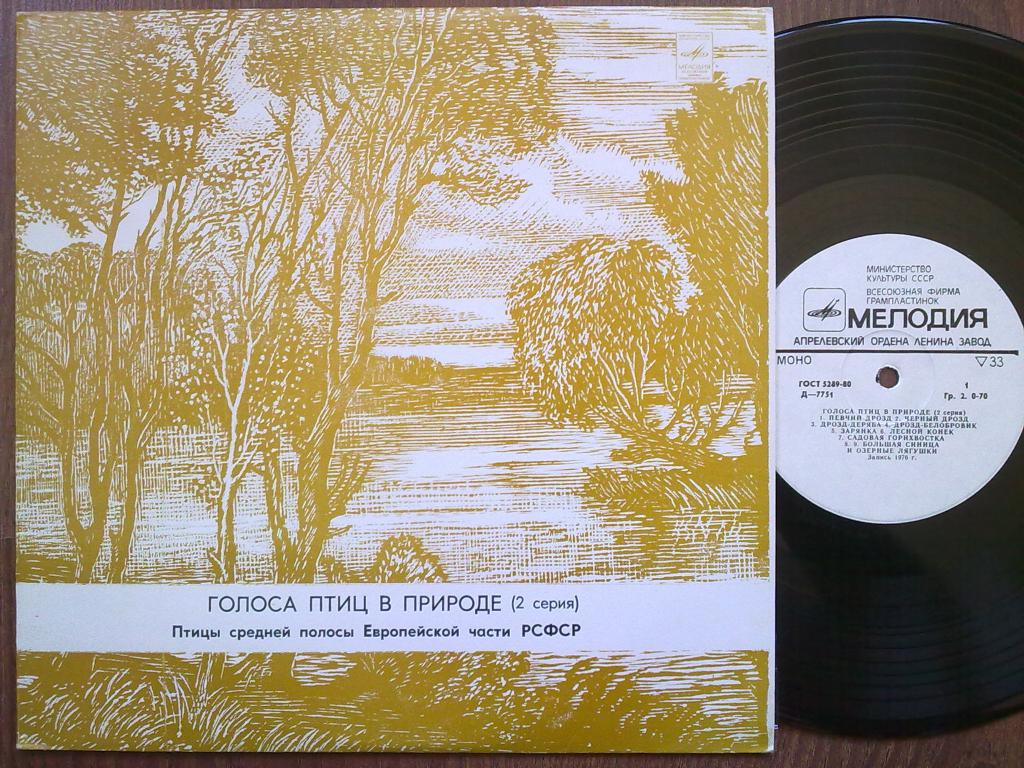 МЕЛОДИЯ
ГОЛОСА ПТИЦ В ПРИРОДЕ (2 серия)
Птицы средней полосы Европейской части РСФСР
МИНИСТЕРСТВО
КУЛЬТУРЫ СССР
ВСЕСОЮЗНАЯ ФИРМА
ГРАМПЛАСТИНОК
МЕЛОДИЯ
АПРЕЛЕВСКИЙ ОРДЕНА ЛЕНИНА ЗАВОД
МОНО ▽33
ГОСТ 5289-80 1
Д—7751 Гр. 2. 0-70
ГОЛОСА ПТИЦ В ПРИРОДЕ (2 серия)
1. ПЕВЧИЙ ДРОЗД 2. ЧЕРНЫЙ ДРОЗД
3. ДРОЗД-ДЕРЯБА 4. ДРОЗД-БЕЛОБРОВИК
5. ЗАРЯНКА 6. ЛЕСНОЙ КОНЕК
7. САДОВАЯ ГОРИХВОСТКА
8. 9. БОЛЬШАЯ СИНИЦА
И ОЗЕРНЫЕ ЛЯГУШКИ
Запись 1976 г.